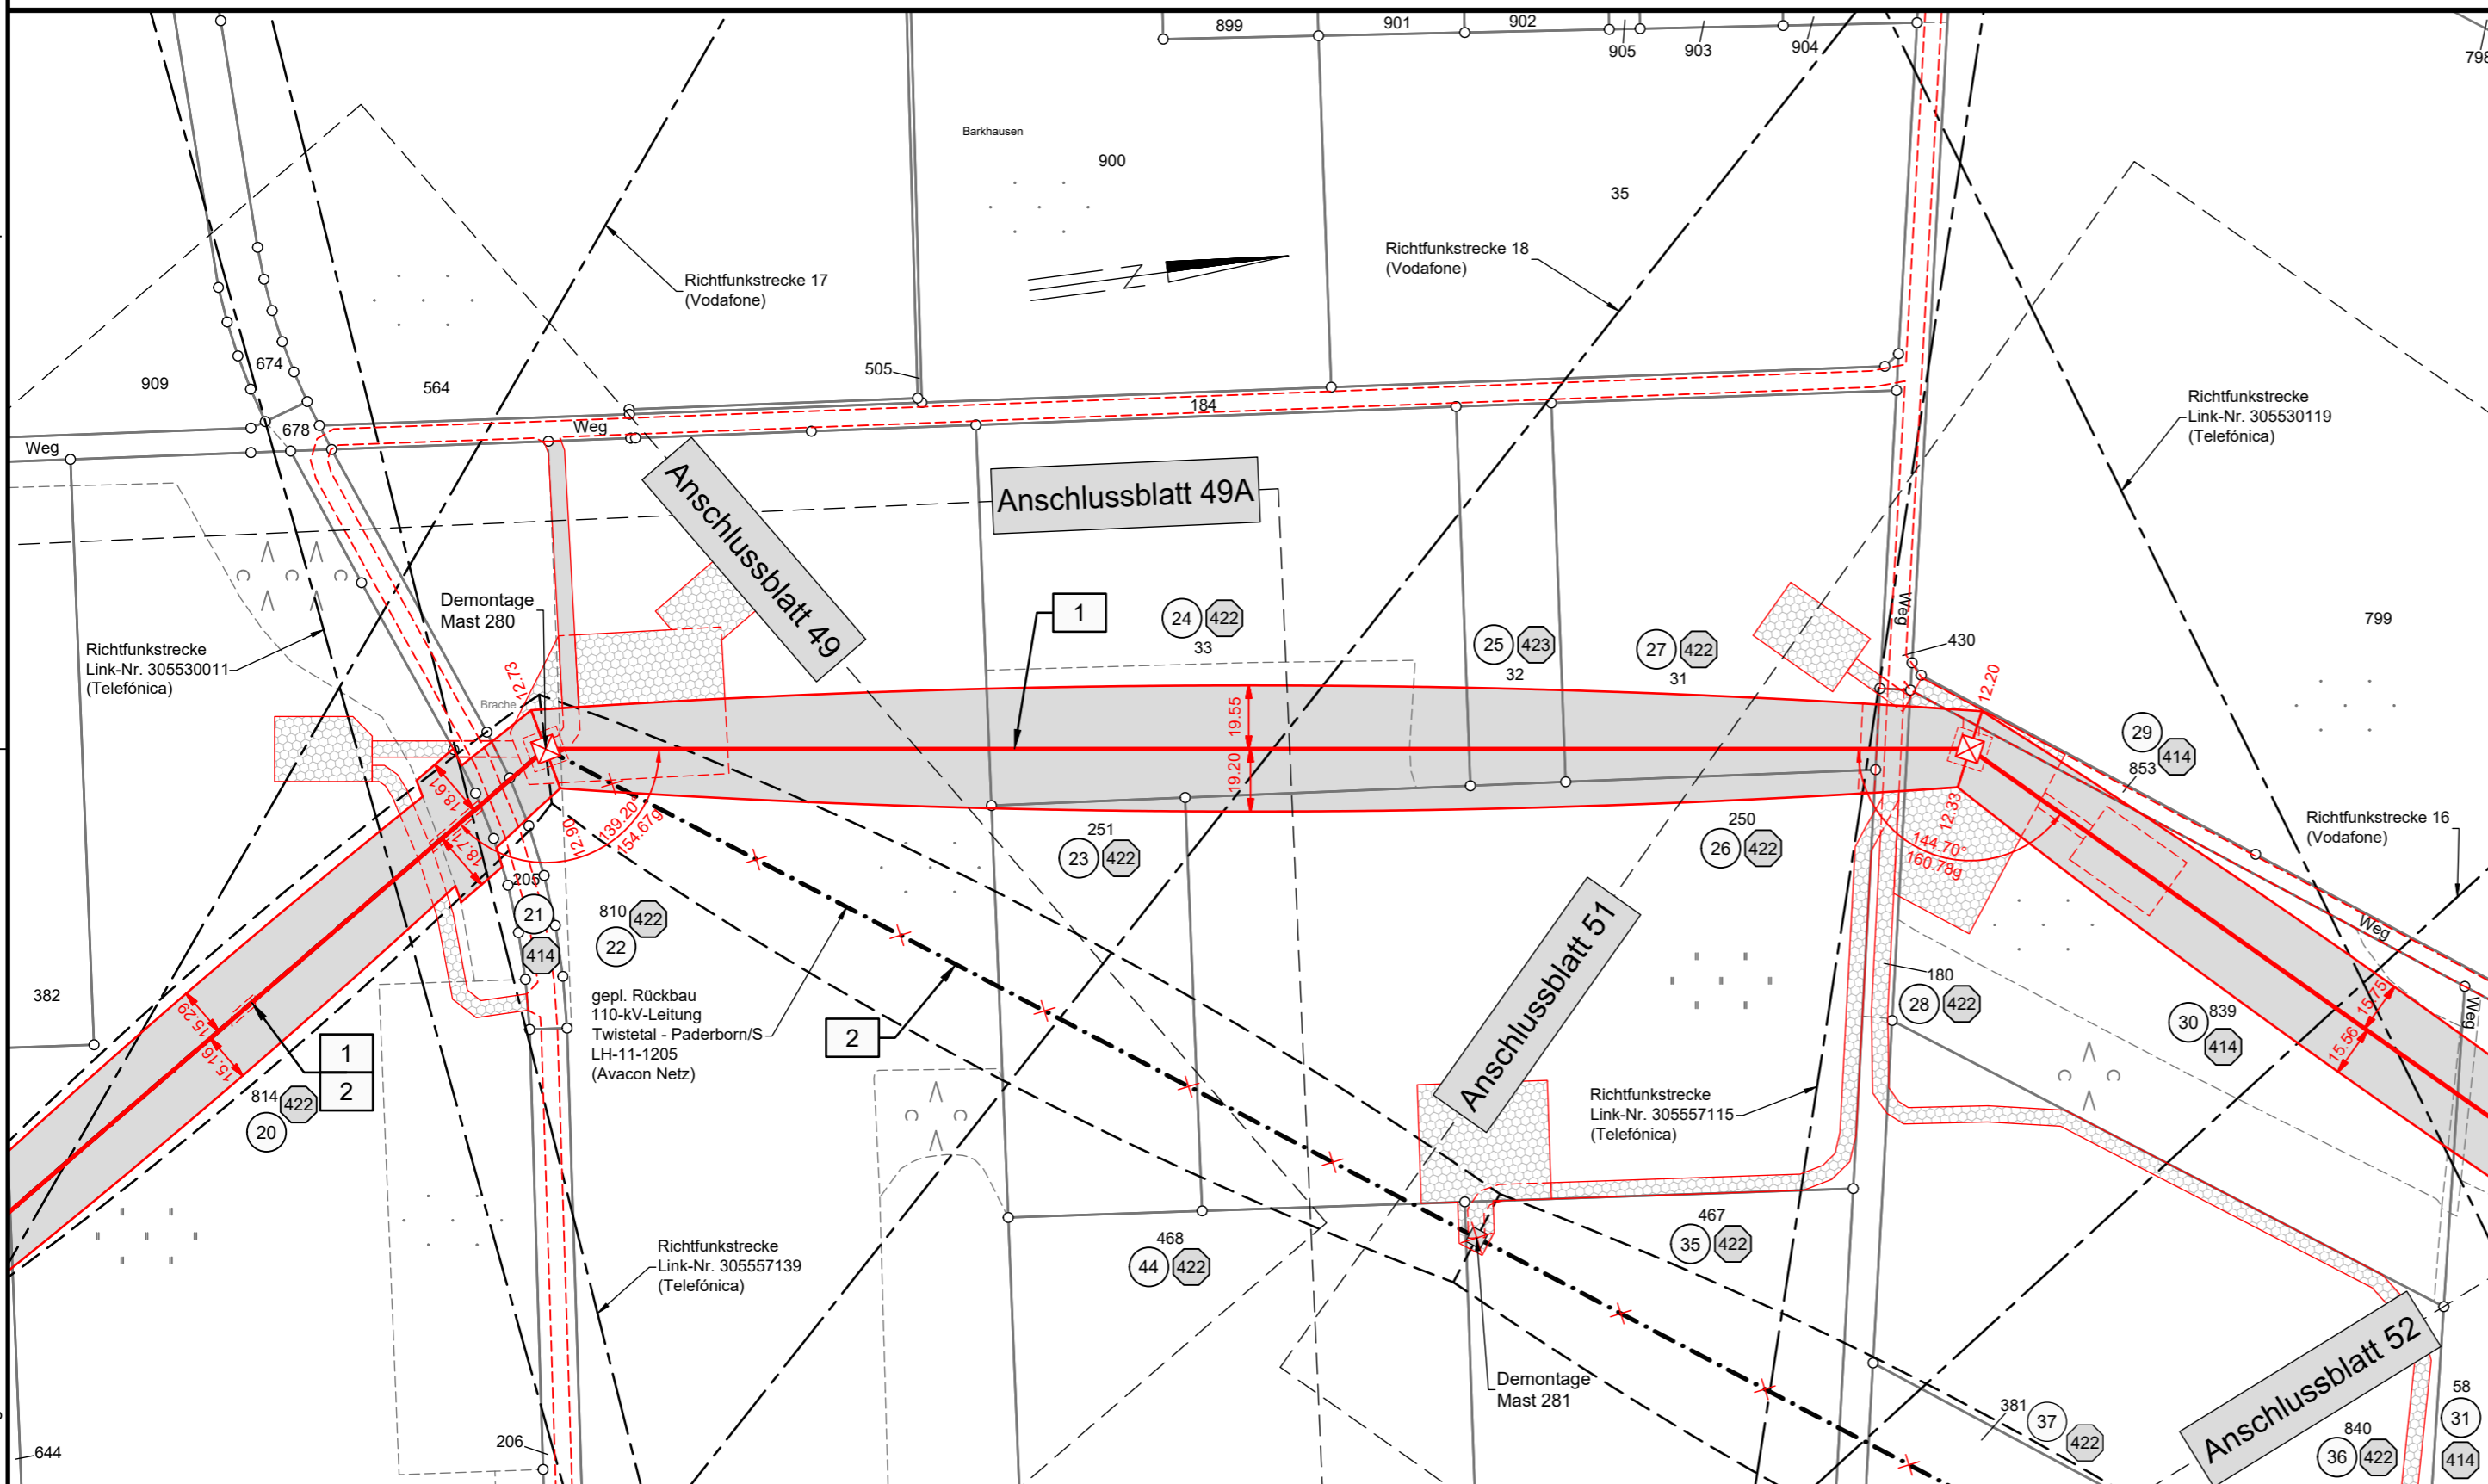 899
901
902
905
903
904
798
Barkhausen
900
35
Richtfunkstrecke 17
(Vodafone)
Richtfunkstrecke 18
(Vodafone)
N
909
674
564
505
184
678
Weg
Weg
Richtfunkstrecke
Link-Nr. 305530119
(Telefónica)
Anschlussblatt 49
Anschlussblatt 49A
Demontage
Mast 280
1
24 422
33
25 423
32
27 422
31
Weg
430
799
Richtfunkstrecke
Link-Nr. 305530011
(Telefónica)
Brache
12.73
19.55
19.20
12.20
29
414
853
18.61
18.71
12.90
139.20°
154.67g
251
23 422
250
26 422
12.33
144.70°
160.78g
Richtfunkstrecke 16
(Vodafone)
205
21
414
810 422
22
Anschlussblatt 51
Weg
Weg
382
15.29
15.16
gepl. Rückbau
110-kV-Leitung
Twistetal - Paderborn/S
LH-11-1205
(Avacon Netz)
2
180
28 422
30 839
414
15.75
15.56
1
2
814 422
20
Richtfunkstrecke
Link-Nr. 305557115
(Telefónica)
Richtfunkstrecke
Link-Nr. 305557139
(Telefónica)
468
44 422
467
35 422
Demontage
Mast 281
Anschlussblatt 52
381 37
422
58
31
414
840
36 422
644
206